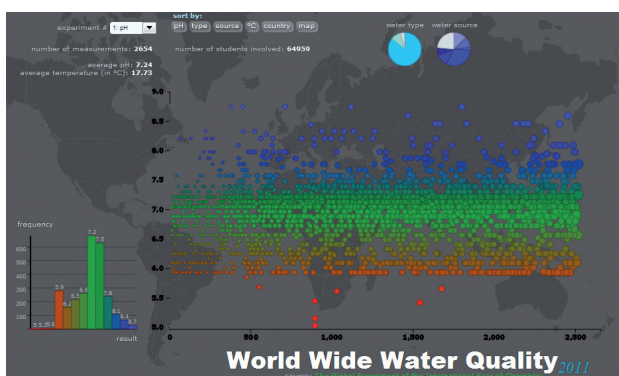 sort by:
experiment # 1: pH
pH type source °C country map
water type water source
number of measurements: 2654
number of students involved: 64959
average pH: 7.24
average temperature (in °C): 17.73
9.0
8.5
8.0
7.5
7.0
6.5
6.0
5.5
5.0
0 500 1,000 1,500 2,000 2,500
frequency
600
500
400
300
200
100
5.9 6.2 6.5 6.8 7.2 7.5 7.8 8.1 8.4 8.7
result
World Wide Water Quality 2011